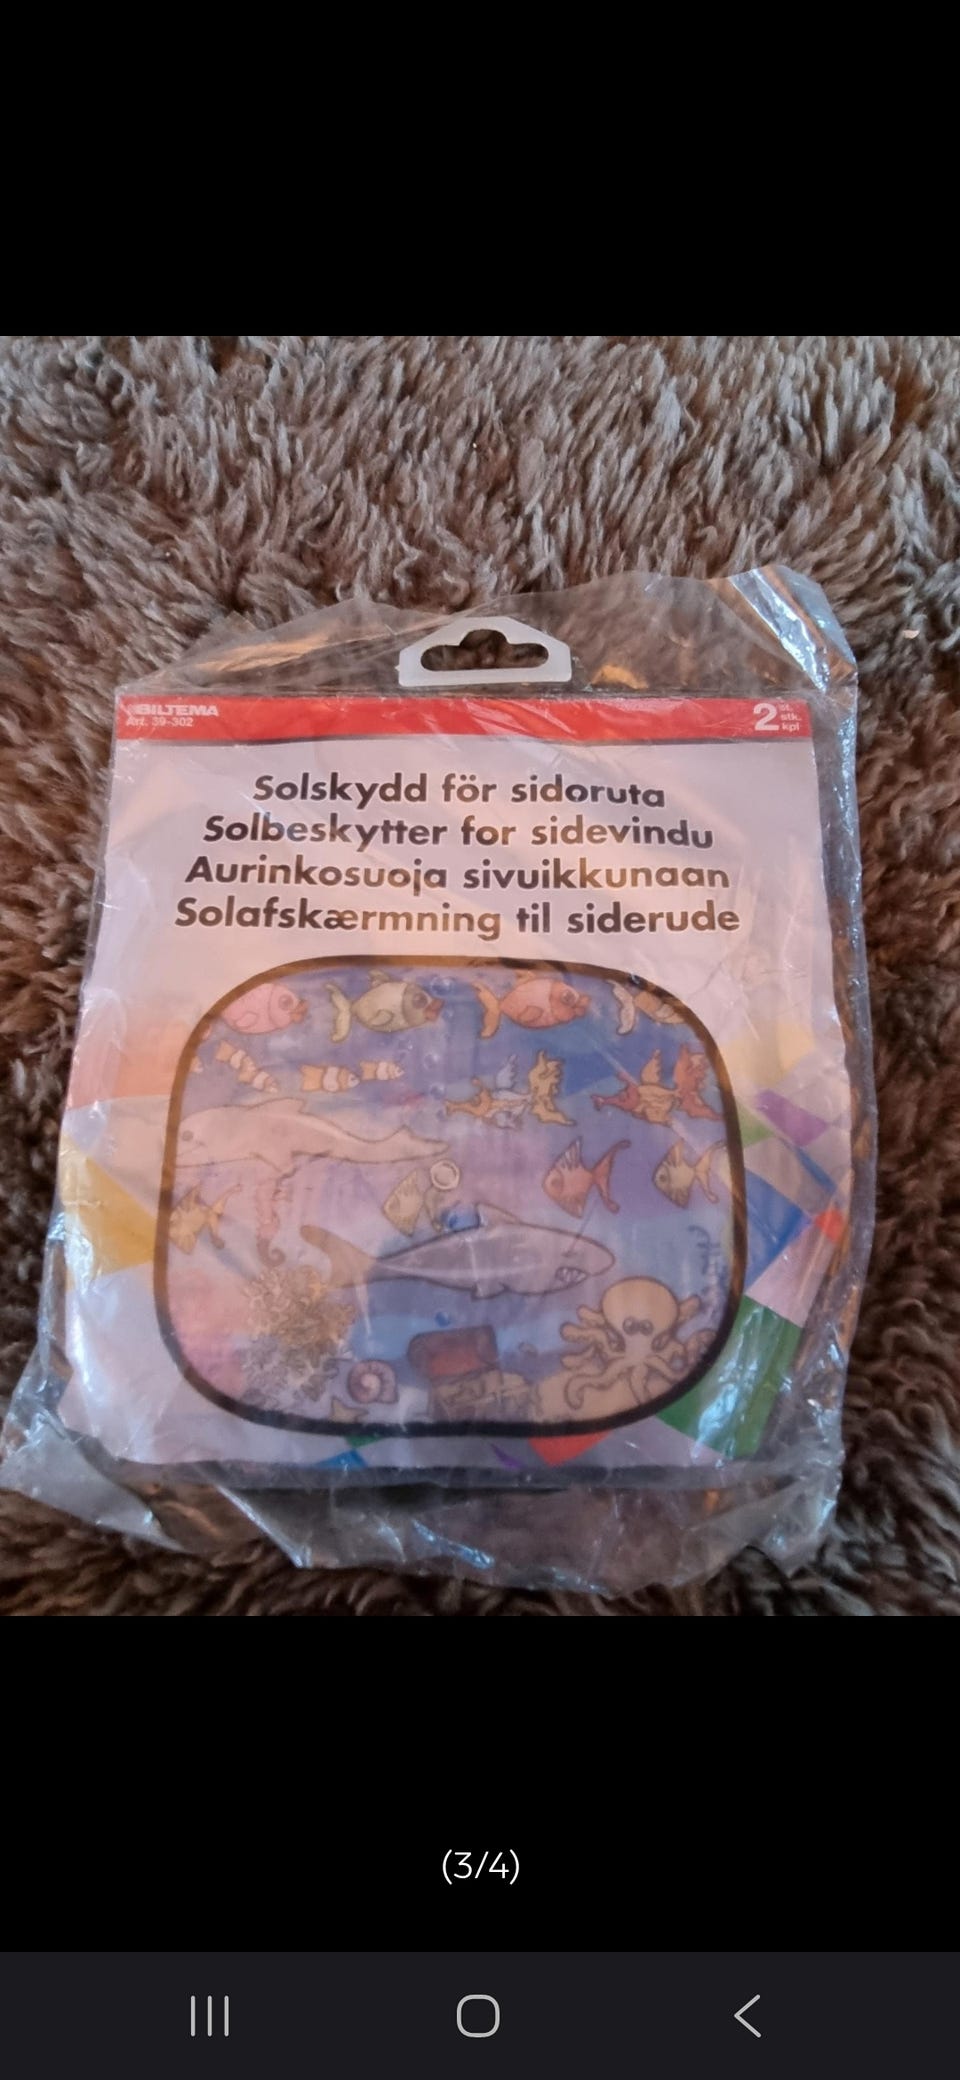 BILTEMA
Art. 39-302
2 st.
stk.
kpl
Solskydd för sidoruta
Solbeskytter for sidevindu
Aurinkosuoja sivuikkunaan
Solafskærmning til siderude
(3/4)